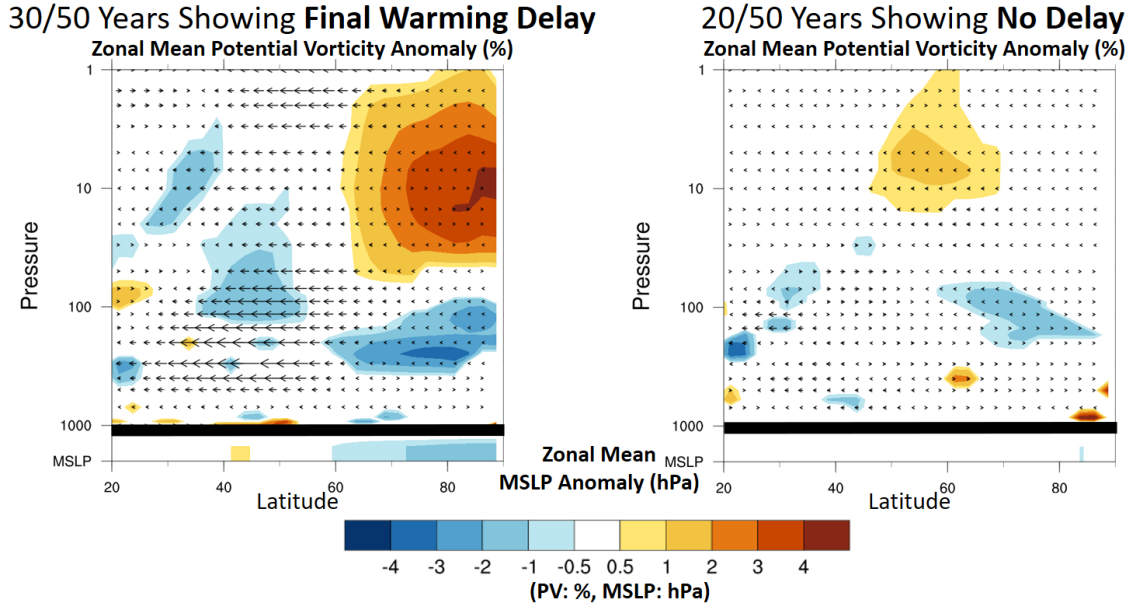 30/50 Years Showing Final Warming Delay
Zonal Mean Potential Vorticity Anomaly (%)
1
10
100
1000
MSLP
Pressure
20
40
60
80
Latitude
20/50 Years Showing No Delay
Zonal Mean Potential Vorticity Anomaly (%)
1
10
100
1000
MSLP
Pressure
20
40
60
80
Latitude
Zonal Mean
MSLP Anomaly (hPa)
-4 -3 -2 -1 -0.5 0.5 1 2 3 4
(PV: %, MSLP: hPa)